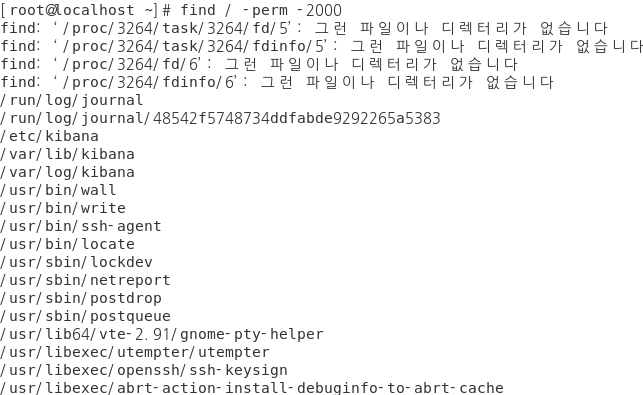 [root@localhost ~]# find / -perm -2000
find: ‘/proc/3264/task/3264/fd/5’: 그런 파일이나 디렉터리가 없습니다
find: ‘/proc/3264/task/3264/fdinfo/5’: 그런 파일이나 디렉터리가 없습니다
find: ‘/proc/3264/fd/6’: 그런 파일이나 디렉터리가 없습니다
find: ‘/proc/3264/fdinfo/6’: 그런 파일이나 디렉터리가 없습니다
/run/log/journal
/run/log/journal/48542f5748734ddfabde9292265a5383
/etc/kibana
/var/lib/kibana
/var/log/kibana
/usr/bin/wall
/usr/bin/write
/usr/bin/ssh-agent
/usr/bin/locate
/usr/sbin/lockdev
/usr/sbin/netreport
/usr/sbin/postdrop
/usr/sbin/postqueue
/usr/lib64/vte-2.91/gnome-pty-helper
/usr/libexec/utempter/utempter
/usr/libexec/openssh/ssh-keysign
/usr/libexec/abrt-action-install-debuginfo-to-abrt-cache